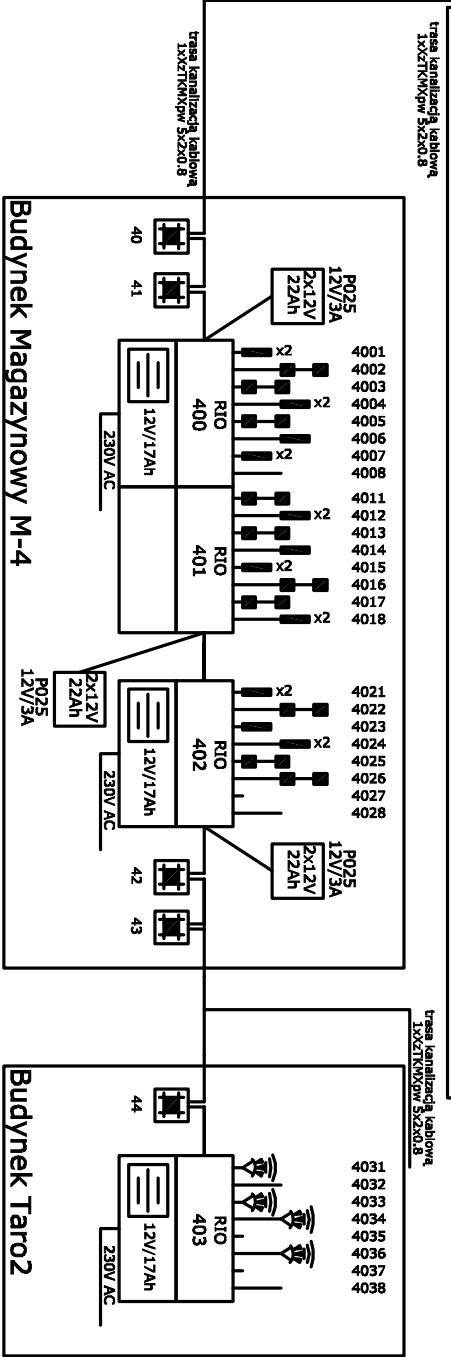 trasa kanalizacją kablową
1xXzTKMXpw 5x2x0.8
trasa kanalizacją kablową
1xXzTKMXpw 5x2x0.8
Budynek Magazynowy M-4
40
41
P025
12V/3A
2x12V
22Ah
RIO
400
12V/17Ah
230V AC
x2
4001
4002
4003
x2
4004
4005
4006
x2
4007
4008
RIO
401
4011
x2
4012
4013
4014
x2
4015
4016
4017
x2
4018
2x12V
22Ah
P025
12V/3A
RIO
402
12V/17Ah
230V AC
x2
4021
4022
4023
x2
4024
4025
4026
4027
4028
P025
12V/3A
2x12V
22Ah
42
43
trasa kanalizacją kablową
1xXzTKMXpw 5x2x0.8
Budynek Taro2
44
RIO
403
12V/17Ah
230V AC
4031
4032
4033
4034
4035
4036
4037
4038